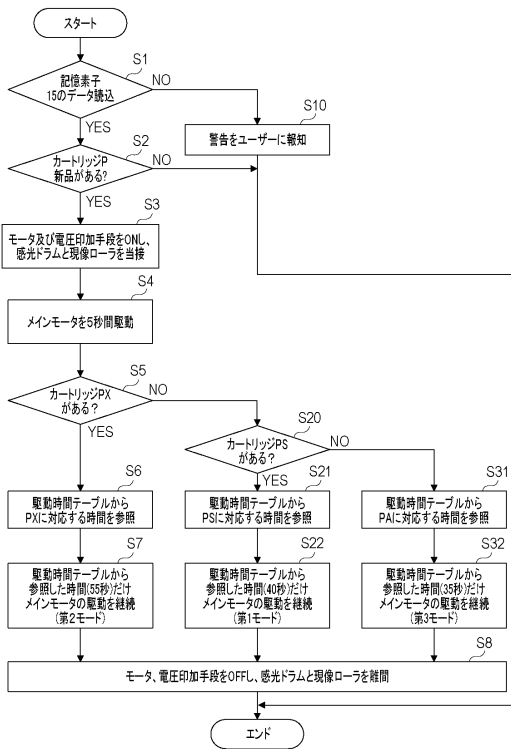 スタート
S1
記憶素子
15のデータ読込
NO
YES
S10
警告をユーザーに報知
S2
カートリッジP
新品がある?
NO
YES
S3
モータ及び電圧印加手段をONし、
感光ドラムと現像ローラを当接
S4
メインモータを5秒間駆動
S5
カートリッジPX
がある?
NO
YES
S20
カートリッジPS
がある?
NO
YES
S6
駆動時間テーブルから
PXに対応する時間を参照
S21
駆動時間テーブルから
PSに対応する時間を参照
S31
駆動時間テーブルから
PAに対応する時間を参照
S7
駆動時間テーブルから
参照した時間(55秒)だけ
メインモータの駆動を継続
(第2モード)
S22
駆動時間テーブルから
参照した時間(40秒)だけ
メインモータの駆動を継続
(第1モード)
S32
駆動時間テーブルから
参照した時間(35秒)だけ
メインモータの駆動を継続
(第3モード)
S8
モータ、電圧印加手段をOFFし、感光ドラムと現像ローラを離間
エンド